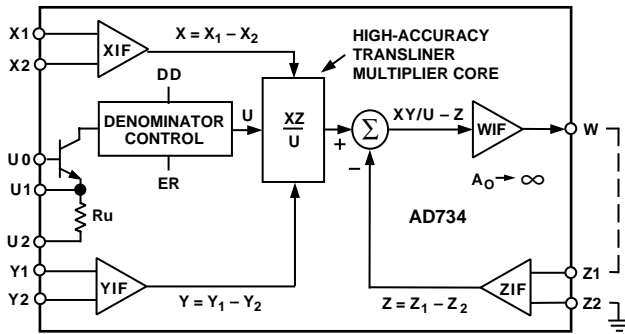 X1
X2
XIF
X = X1 – X2
HIGH-ACCURACY
TRANSLINER
MULTIPLIER CORE
DD
DENOMINATOR
CONTROL
U
XZ
U
+
Σ
–
XY/U – Z
WIF
W
AO → ∞
U0
U1
U2
ER
Ru
AD734
Y1
Y2
YIF
Y = Y1 – Y2
Z = Z1 – Z2
ZIF
Z1
Z2